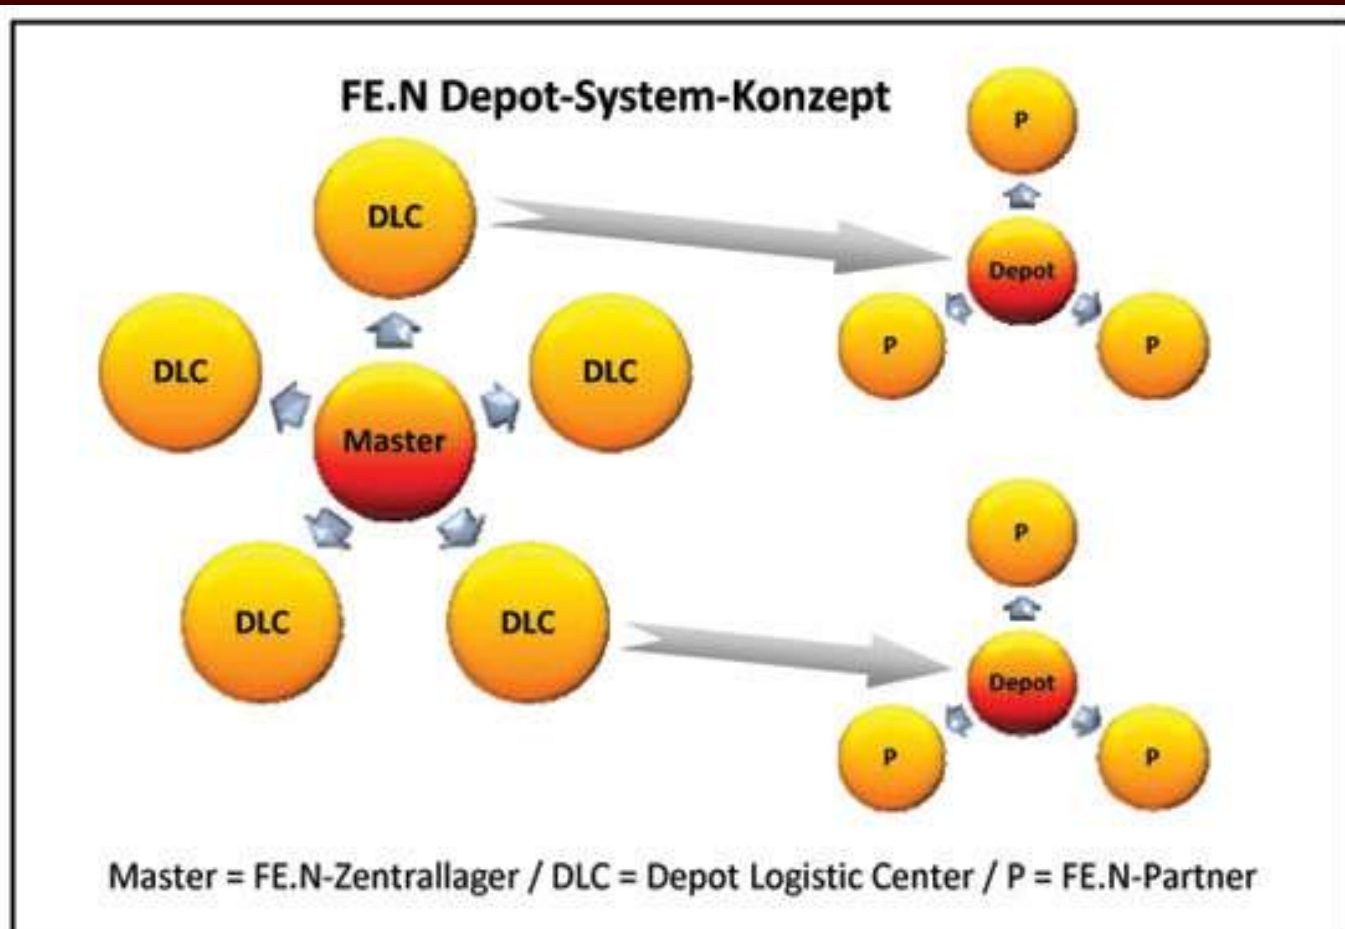 FE.N Depot-System-Konzept
P
DLC
Depot
P
P
DLC
DLC
Master
P
DLC
DLC
Depot
P
P
Master = FE.N-Zentrallager / DLC = Depot Logistic Center / P = FE.N-Partner